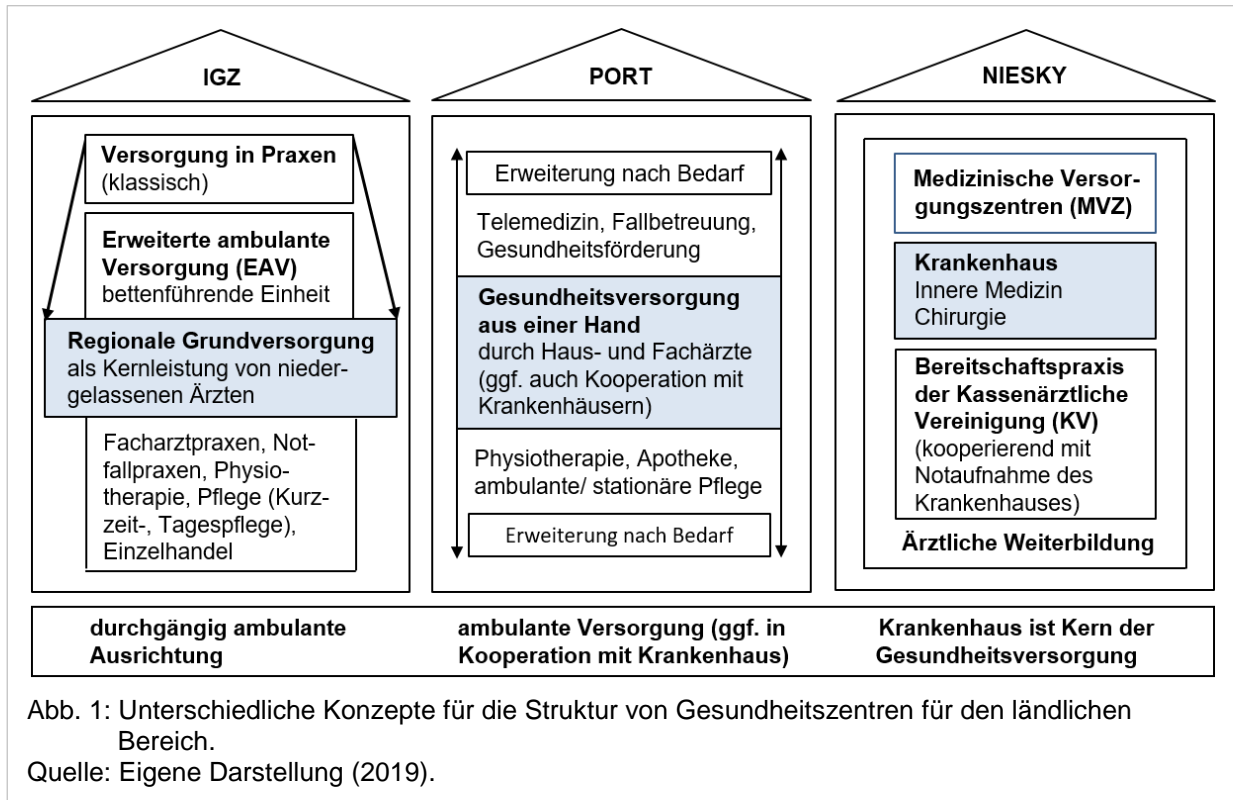 IGZ
Versorgung in Praxen
(klassisch)
Erweiterte ambulante
Versorgung (EAV)
bettenführende Einheit
Regionale Grundversorgung
als Kernleistung von nieder-
gelassenen Ärzten
Facharztpraxen, Not-
fallpraxen, Physio-
therapie, Pflege (Kurz-
zeit-, Tagespflege),
Einzelhandel
PORT
Erweiterung nach Bedarf
Telemedizin, Fallbetreuung,
Gesundheitsförderung
Gesundheitsversorgung
aus einer Hand
durch Haus- und Fachärzte
(ggf. auch Kooperation mit
Krankenhäusern)
Physiotherapie, Apotheke,
ambulante/ stationäre Pflege
Erweiterung nach Bedarf
NIESKY
Medizinische Versor-
gungszentren (MVZ)
Krankenhaus
Innere Medizin
Chirurgie
Bereitschaftspraxis
der Kassenärztliche
Vereinigung (KV)
(kooperierend mit
Notaufnahme des
Krankenhauses)
Ärztliche Weiterbildung
durchgängig ambulante
Ausrichtung
ambulante Versorgung (ggf. in
Kooperation mit Krankenhaus)
Krankenhaus ist Kern der
Gesundheitsversorgung
Abb. 1: Unterschiedliche Konzepte für die Struktur von Gesundheitszentren für den ländlichen
Bereich.
Quelle: Eigene Darstellung (2019).